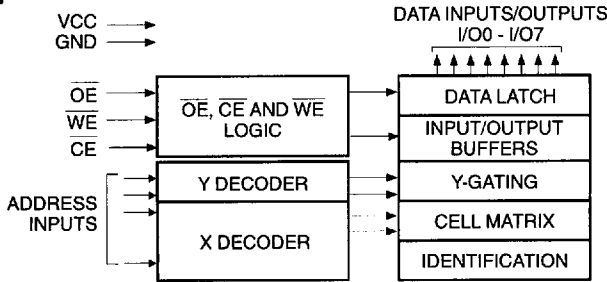 VCC
GND
DATA INPUTS/OUTPUTS
I/O0 - I/O7
OE
WE
CE
OE, CE AND WE
LOGIC
DATA LATCH
INPUT/OUTPUT
BUFFERS
ADDRESS
INPUTS
Y DECODER
X DECODER
Y-GATING
CELL MATRIX
IDENTIFICATION